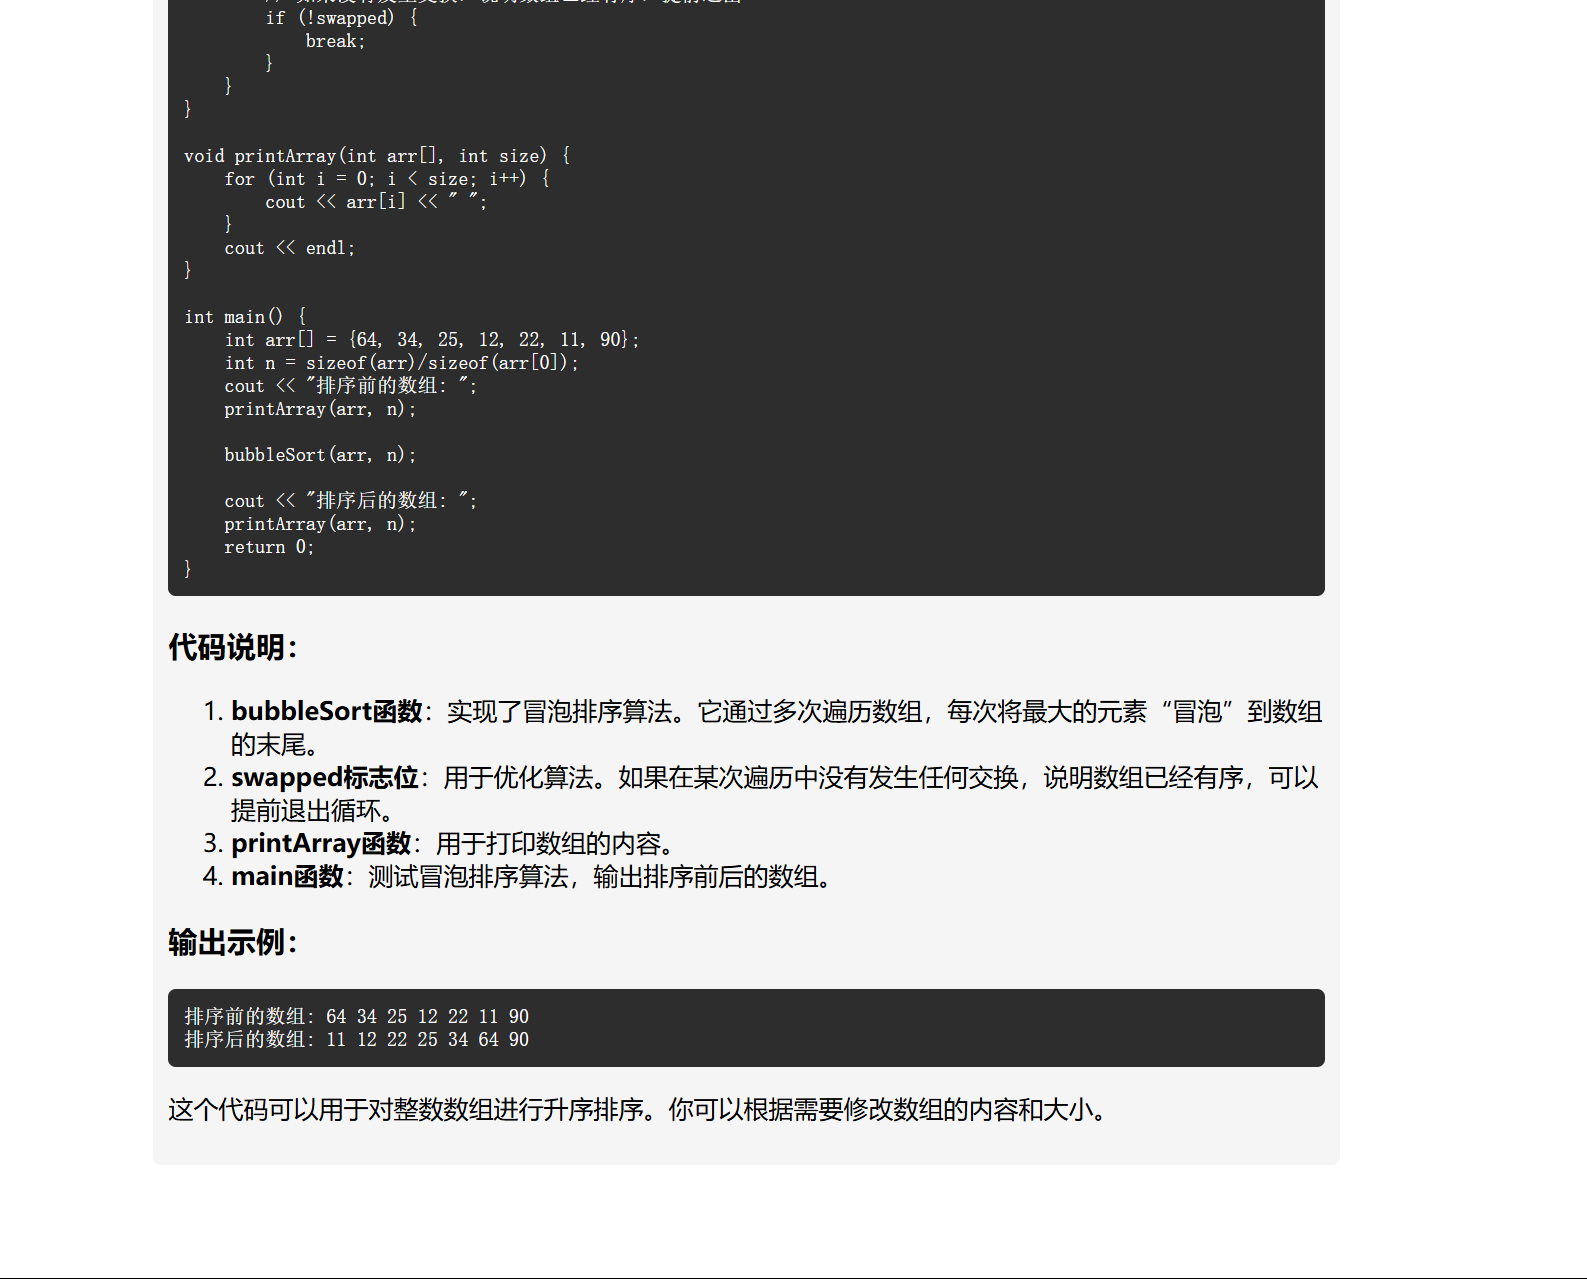 if (!swapped) {
break;
}
}
}
void printArray(int arr[], int size) {
for (int i = 0; i < size; i++) {
cout << arr[i] << " ";
}
cout << endl;
}
int main() {
int arr[] = {64, 34, 25, 12, 22, 11, 90};
int n = sizeof(arr)/sizeof(arr[0]);
cout << "排序前的数组: ";
printArray(arr, n);
bubbleSort(arr, n);
cout << "排序后的数组: ";
printArray(arr, n);
return 0;
}
代码说明：
1. bubbleSort函数：实现了冒泡排序算法。它通过多次遍历数组，每次将最大的元素“冒泡”到数组
的末尾。
2. swapped标志位：用于优化算法。如果在某次遍历中没有发生任何交换，说明数组已经有序，可以
提前退出循环。
3. printArray函数：用于打印数组的内容。
4. main函数：测试冒泡排序算法，输出排序前后的数组。
输出示例：
排序前的数组: 64 34 25 12 22 11 90
排序后的数组: 11 12 22 25 34 64 90
这个代码可以用于对整数数组进行升序排序。你可以根据需要修改数组的内容和大小。